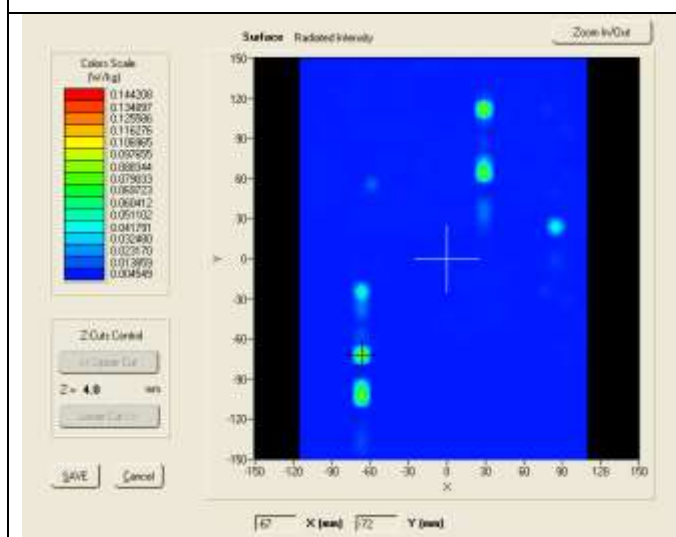 Surface Radiated Intensity
Zoom In/Out
Colors Scale
(W/kg)
0.144208
0.134897
0.125586
0.116276
0.106965
0.097655
0.088344
0.079033
0.069723
0.060412
0.051102
0.041791
0.032480
0.023170
0.013859
0.004549
Z-Cuts Control
Z = 4.0 mm
SAVE Cancel
150
120
90
60
30
0
-30
-60
-90
-120
-150
Y
-150 -120 -90 -60 -30 0 30 60 90 120 150
X
-67 X (mm) -72 Y (mm)